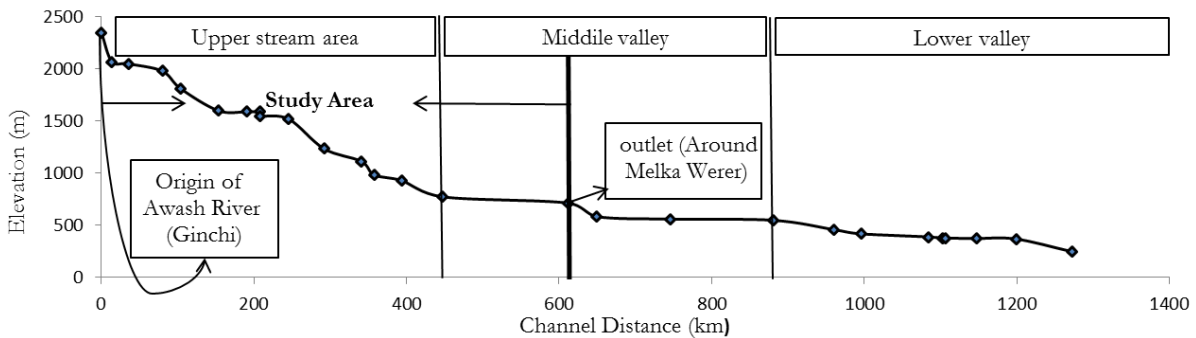 2500
2000
1500
1000
500
0
Elevation (m)
Upper stream area
Middile valley
Lower valley
Study Area
outlet (Around
Melka Werer)
Origin of
Awash River
(Ginchi)
0
200
400
600
800
1000
1200
1400
Channel Distance (km)